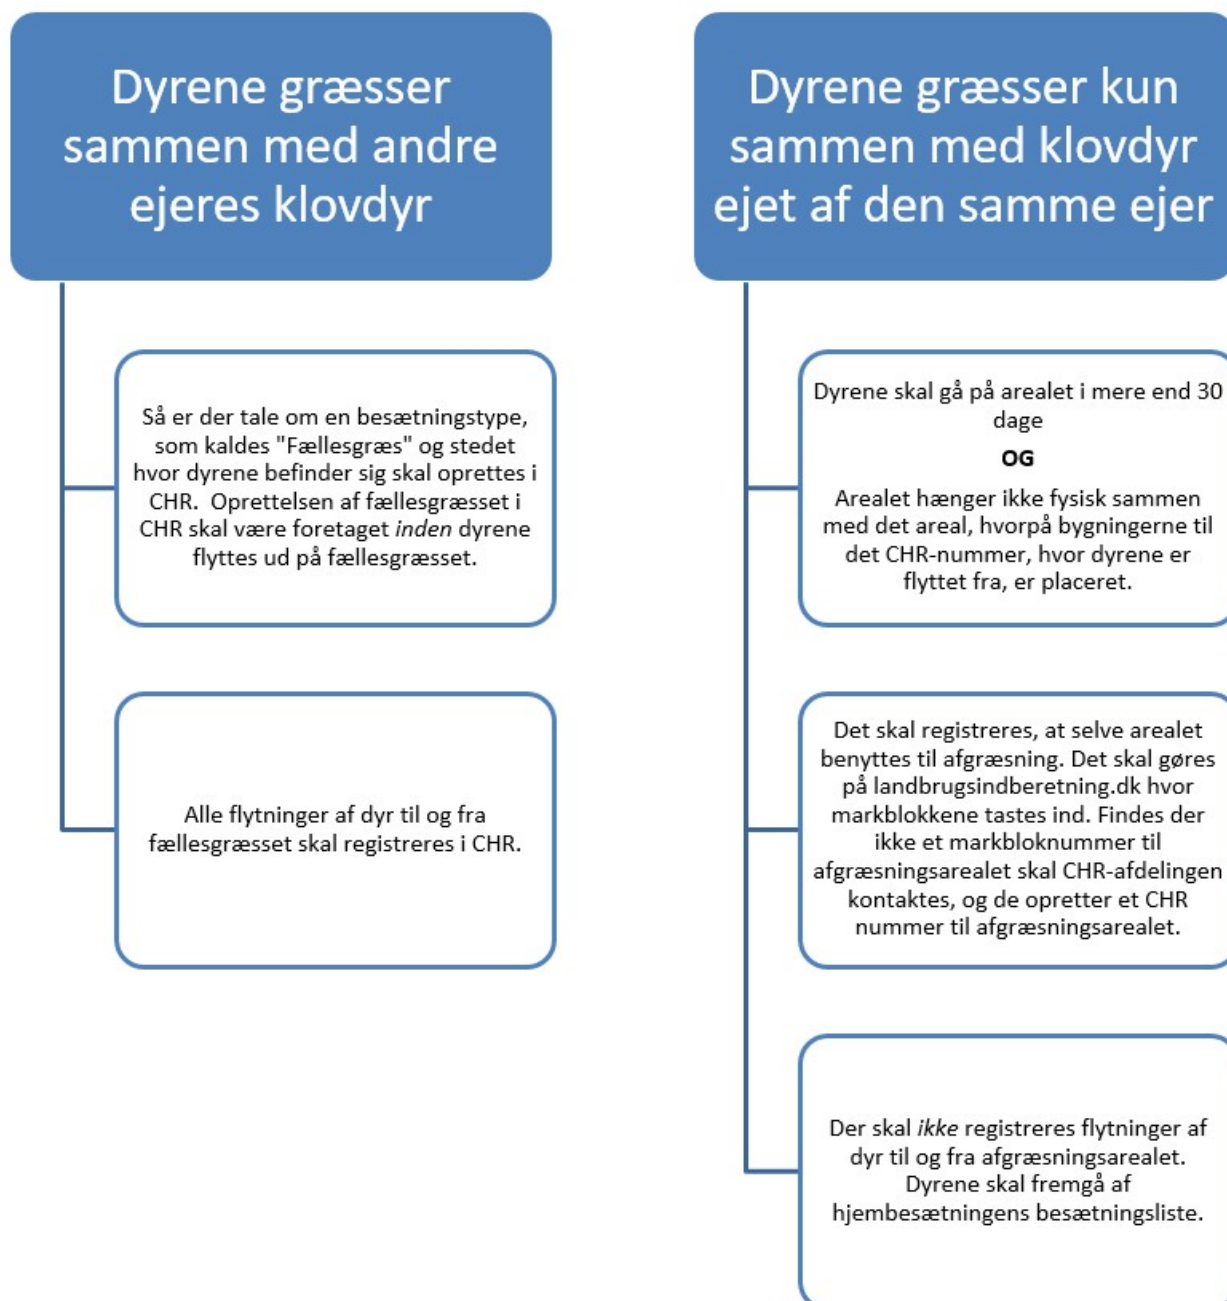 Dyrene græsser
sammen med andre
ejeres klovdyr
Så er der tale om en besætningstype,
som kaldes "Fællesgræs" og stedet
hvor dyrene befinder sig skal oprettes i
CHR.  Oprettelsen af fællesgræsset i
CHR skal være foretaget inden dyrene
flyttes ud på fællesgræsset.
Alle flytninger af dyr til og fra
fællesgræsset skal registreres i CHR.
Dyrene græsser kun
sammen med klovdyr
ejet af den samme ejer
Dyrene skal gå på arealet i mere end 30
dage
OG
Arealet hænger ikke fysisk sammen
med det areal, hvorpå bygningerne til
det CHR-nummer, hvor dyrene er
flyttet fra, er placeret.
Det skal registreres, at selve arealet
benyttes til afgræsning. Det skal gøres
på landbrugsindberetning.dk hvor
markblokkene tastes ind. Findes der
ikke et markbloknummer til
afgræsningsarealet skal CHR-afdelingen
kontaktes, og de opretter et CHR
nummer til afgræsningsarealet.
Der skal ikke registreres flytninger af
dyr til og fra afgræsningsarealet.
Dyrene skal fremgå af
hjembesætningens besætningsliste.